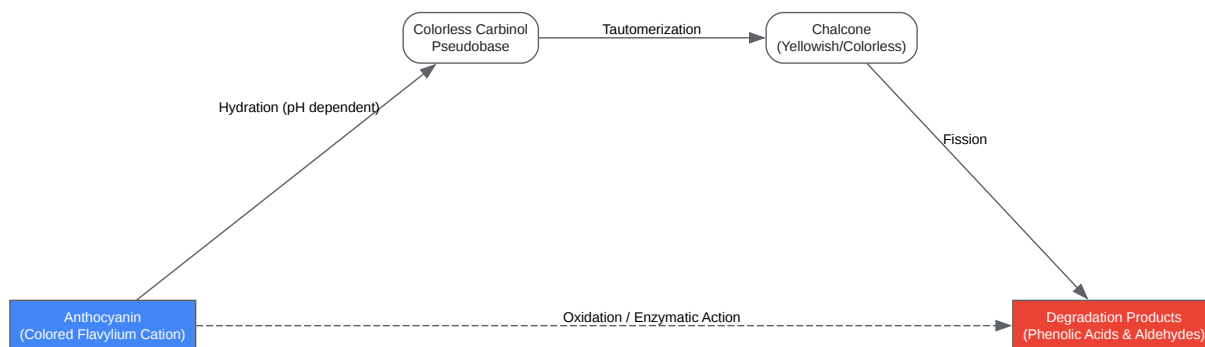 Colorless Carbinol
Pseudobase
Tautomerization
Chalcone
(Yellowish/Colorless)
Hydration (pH dependent)
Fission
Anthocyanin
(Colored Flavylium Cation)
Oxidation / Enzymatic Action
Degradation Products
(Phenolic Acids & Aldehydes)